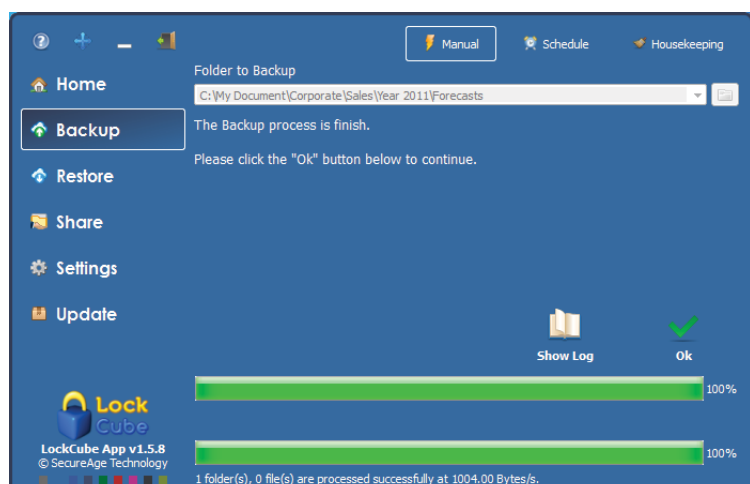 Manual
Schedule
Housekeeping
Home
Folder to Backup
C:\My Document\Corporate\Sales\Year 2011\Forecasts
Backup
The Backup process is finish.
Please click the "Ok" button below to continue.
Restore
Share
Settings
Update
Show Log
Ok
100%
Lock
Cube
LockCube App v1.5.8
© SecureAge Technology
100%
1 folder(s), 0 file(s) are processed successfully at 1004.00 Bytes/s.